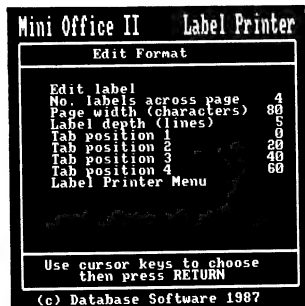 Mini Office II Label Printer
Edit Format
Edit label
No. labels across page 4
Page width (characters) 80
Label depth (lines) 5
Tab position 1 0
Tab position 2 20
Tab position 3 40
Tab position 4 60
Label Printer Menu
Use cursor keys to choose
then press RETURN
(c) Database Software 1987